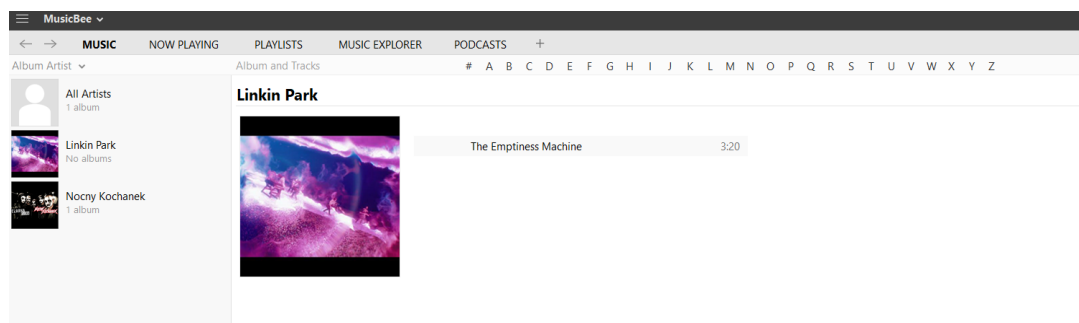 MusicBee
MUSIC NOW PLAYING PLAYLISTS MUSIC EXPLORER PODCASTS +
Album Artist Album and Tracks # A B C D E F G H I J K L M N O P Q R S T U V W X Y Z
All Artists
1 album
Linkin Park
No albums
Nocny Kochanek
1 album
Linkin Park
The Emptiness Machine 3:20